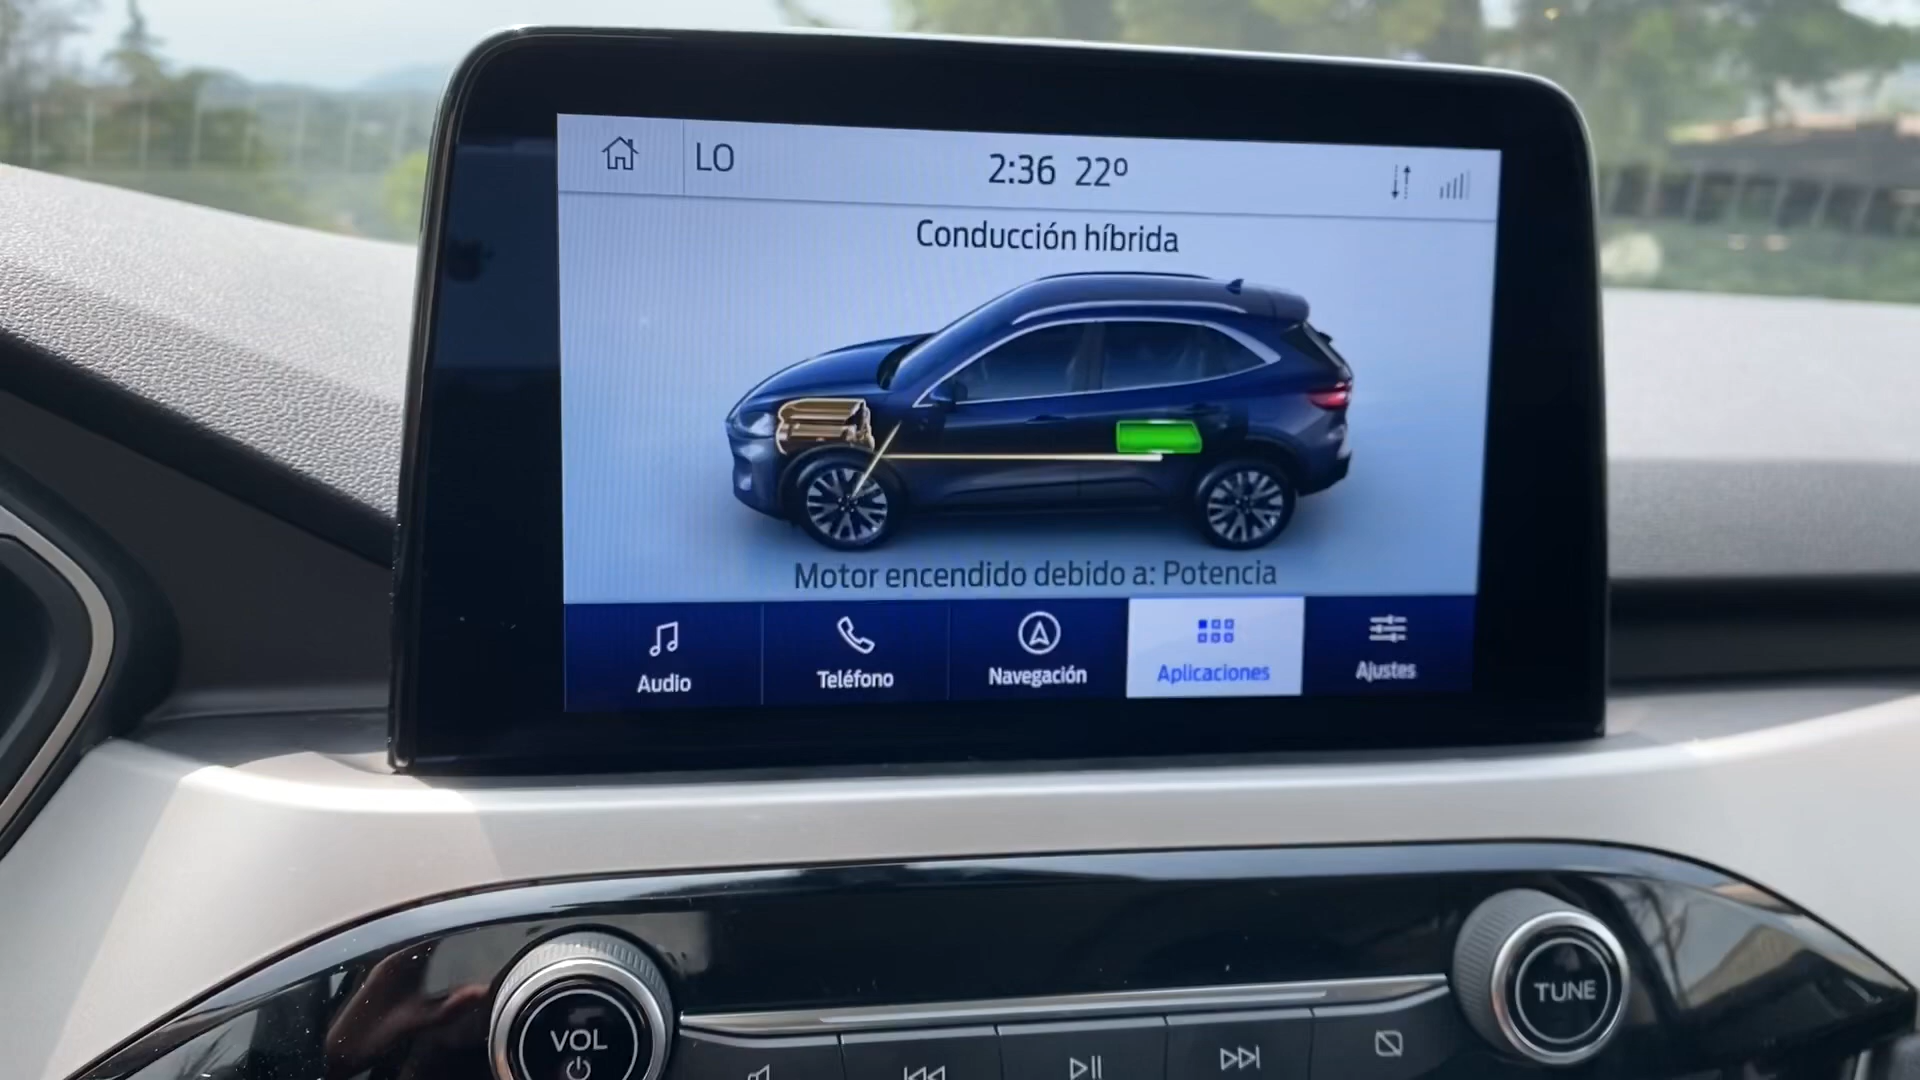 LO
2:36 22º
Conducción híbrida
Motor encendido debido a: Potencia
Audio
Teléfono
Navegación
Aplicaciones
Ajustes
VOL
TUNE